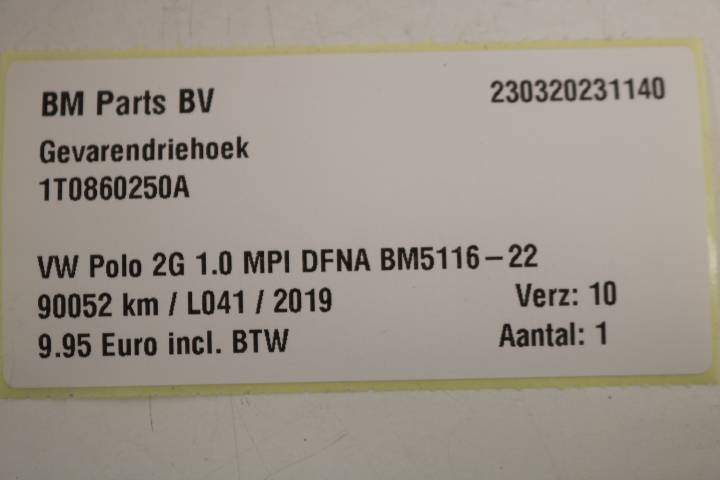 BM Parts BV 230320231140
Gevarendriehoek
1T0860250A
VW Polo 2G 1.0 MPI DFNA BM5116-22
90052 km / L041 / 2019 Verz: 10
9.95 Euro incl. BTW Aantal: 1